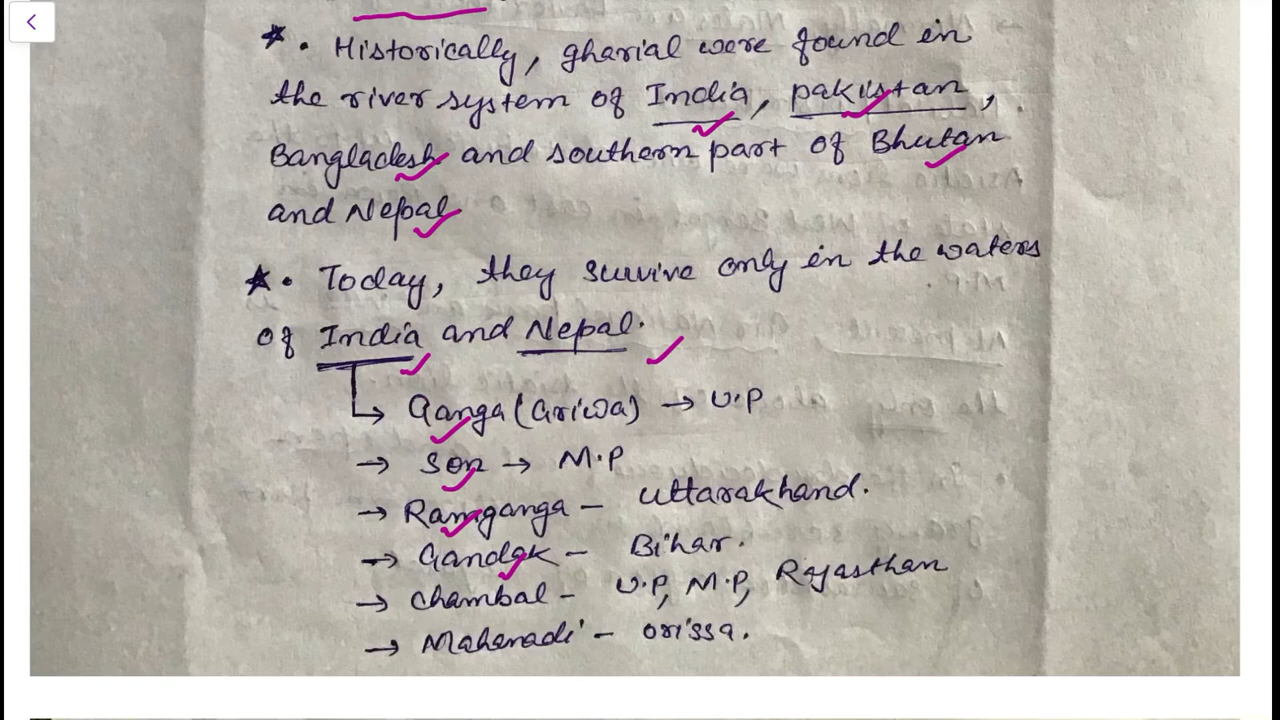 * • Historically, gharial were found in
the river system of India, pakistan,
Bangladesh and southern part of Bhutan
and Nepal
* • Today, they survive only in the waters
of India and Nepal.
→ Ganga (Griwa) → U.P
→ Son → M.P
→ Ramganga – Uttarakhand.
→ Gandak – Bihar.
→ Chambal – U.P, M.P, Rajasthan
→ Mahanadi – orissa.